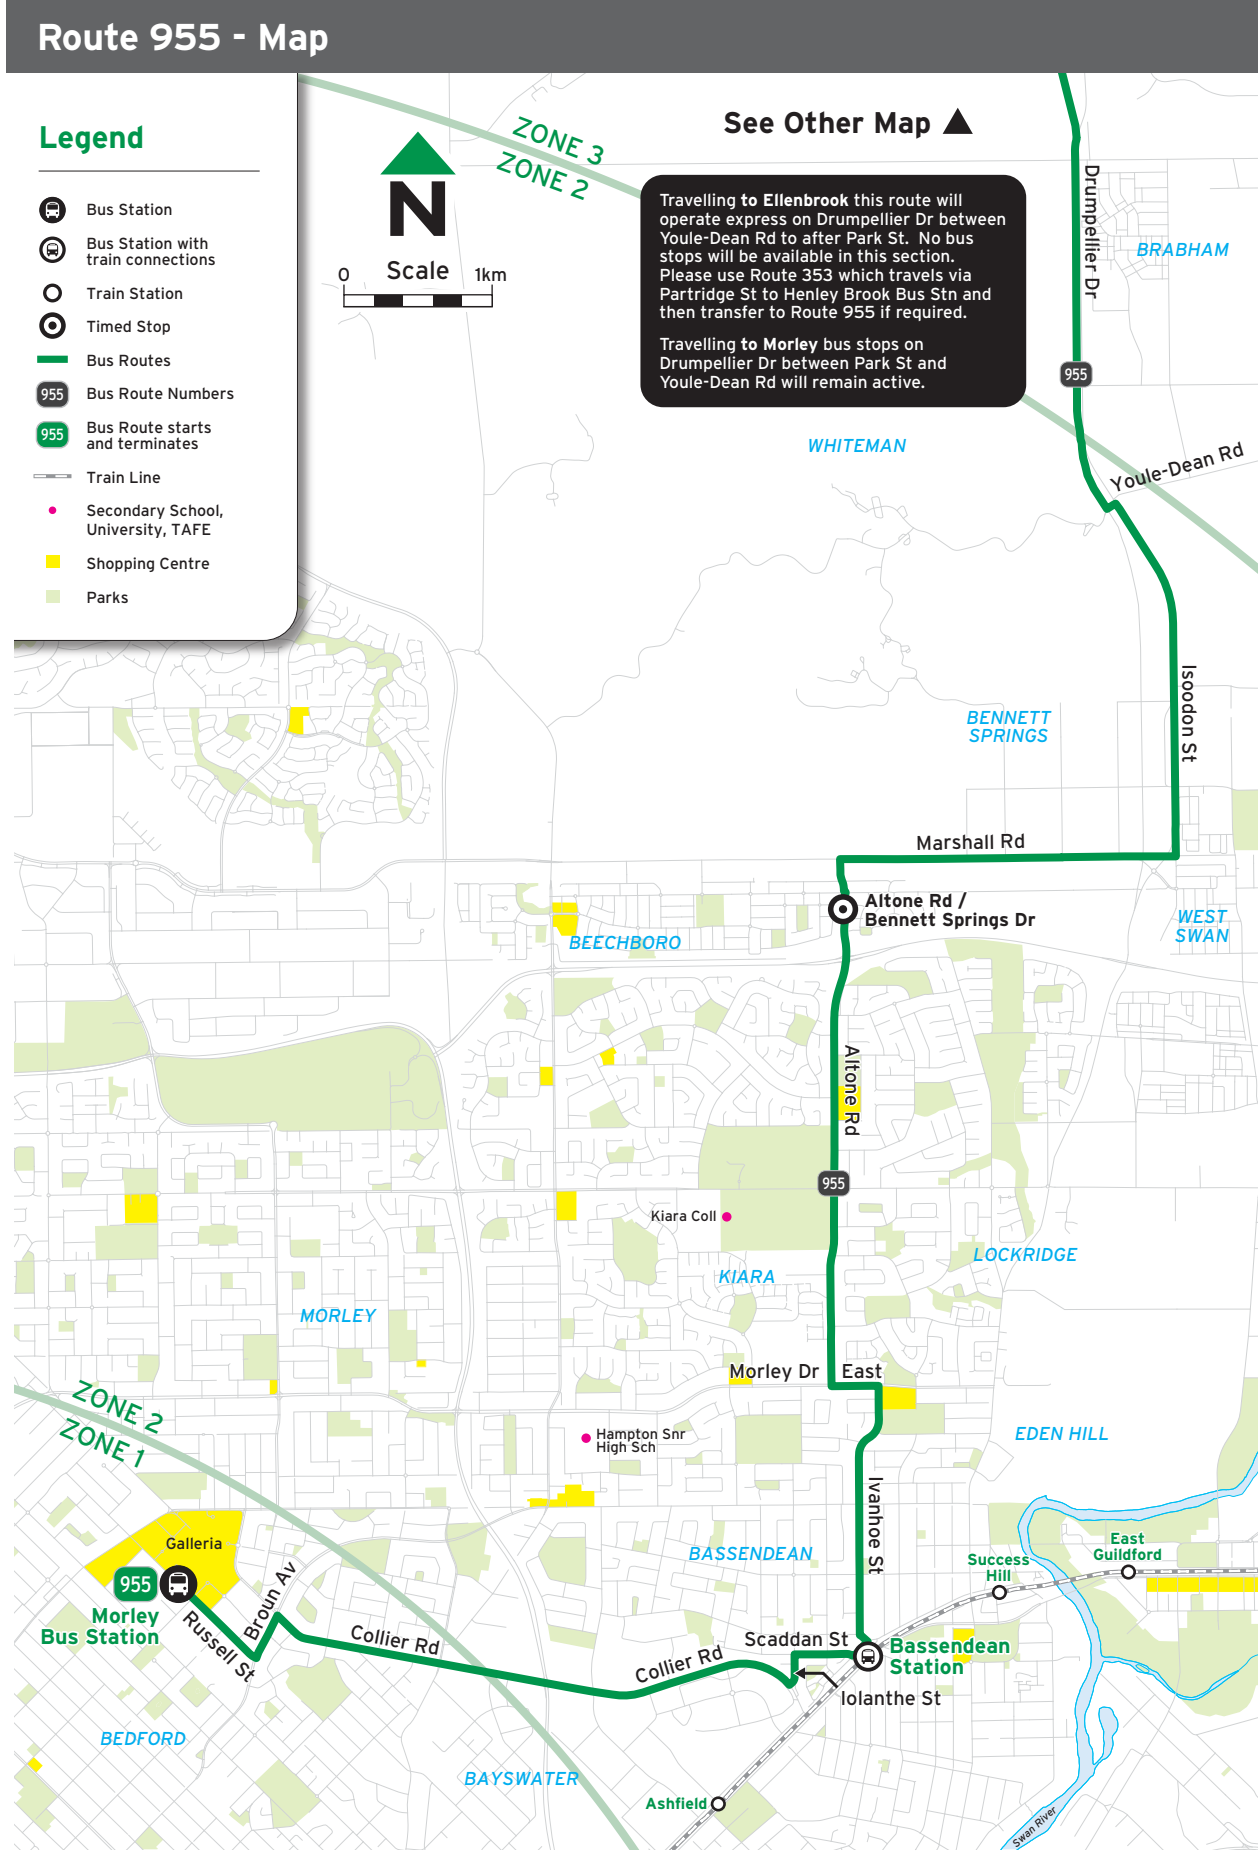 Route 955 - Map
Legend
Bus Station
Bus Station with
train connections
Train Station
Timed Stop
Bus Routes
955
Bus Route Numbers
955
Bus Route starts
and terminates
Train Line
Secondary School,
University, TAFE
Shopping Centre
Parks
N
Scale
0
1km
ZONE 3
ZONE 2
See Other Map
Travelling to Ellenbrook this route will
operate express on Drumpellier Dr between
Youle-Dean Rd to after Park St. No bus
stops will be available in this section.
Please use Route 353 which travels via
Partridge St to Henley Brook Bus Stn and
then transfer to Route 955 if required.
Travelling to Morley bus stops on
Drumpellier Dr between Park St and
Youle-Dean Rd will remain active.
Drumpellier Dr
BRABHAM
955
WHITEMAN
Youle-Dean Rd
Isoodon St
BENNETT
SPRINGS
Marshall Rd
Altone Rd /
Bennett Springs Dr
WEST
SWAN
BEECHBORO
Altone Rd
955
Kiara Coll
LOCKRIDGE
KIARA
MORLEY
Morley Dr
East
ZONE 2
ZONE 1
Hampton Snr
High Sch
EDEN HILL
Ivanhoe St
Galleria
BASSENDEAN
East
Guildford
Success
Hill
955
Morley
Bus Station
Russell St
Broun Av
Collier Rd
Collier Rd
Scaddan St
Bassendean
Station
Iolanthe St
BEDFORD
BAYSWATER
Ashfield
Swan River